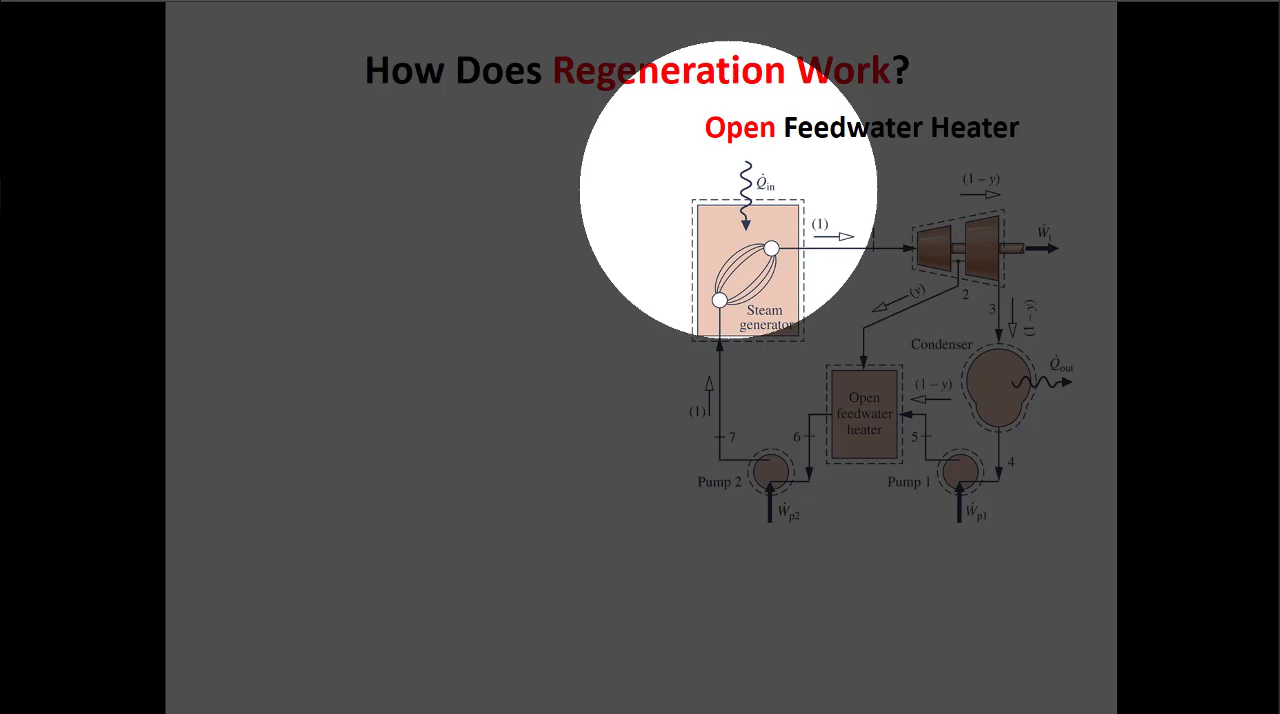 How Does Regeneration Work?
Open Feedwater Heater
Q̇in
(1 – y)
(1)
1
Ẇt
(y)
2
3
(1 – y)
Steam
generator
Condenser
Q̇out
(1 – y)
Open
feedwater
heater
(1)
7
6
5
4
Pump 2
Pump 1
Ẇp2
Ẇp1